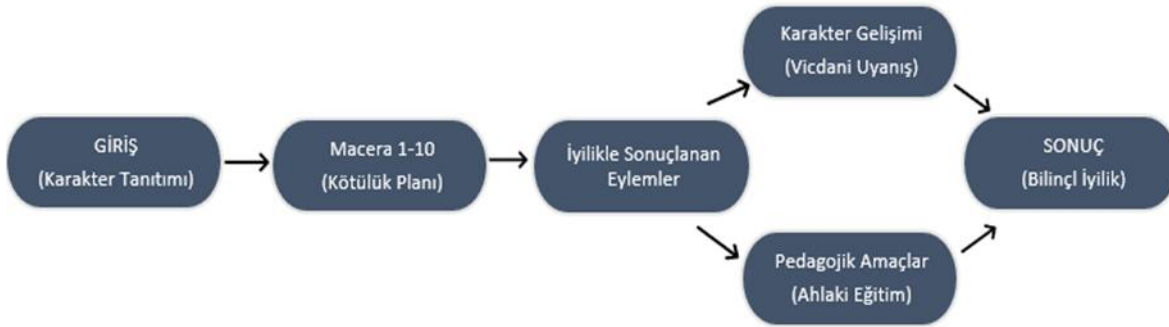 GİRİŞ
(Karakter Tanıtımı)
Macera 1-10
(Kötülük Planı)
İyilikle Sonuçlanan
Eylemler
Karakter Gelişimi
(Vicdani Uyanış)
Pedagojik Amaçlar
(Ahlaki Eğitim)
SONUÇ
(Bilinçl İyilik)